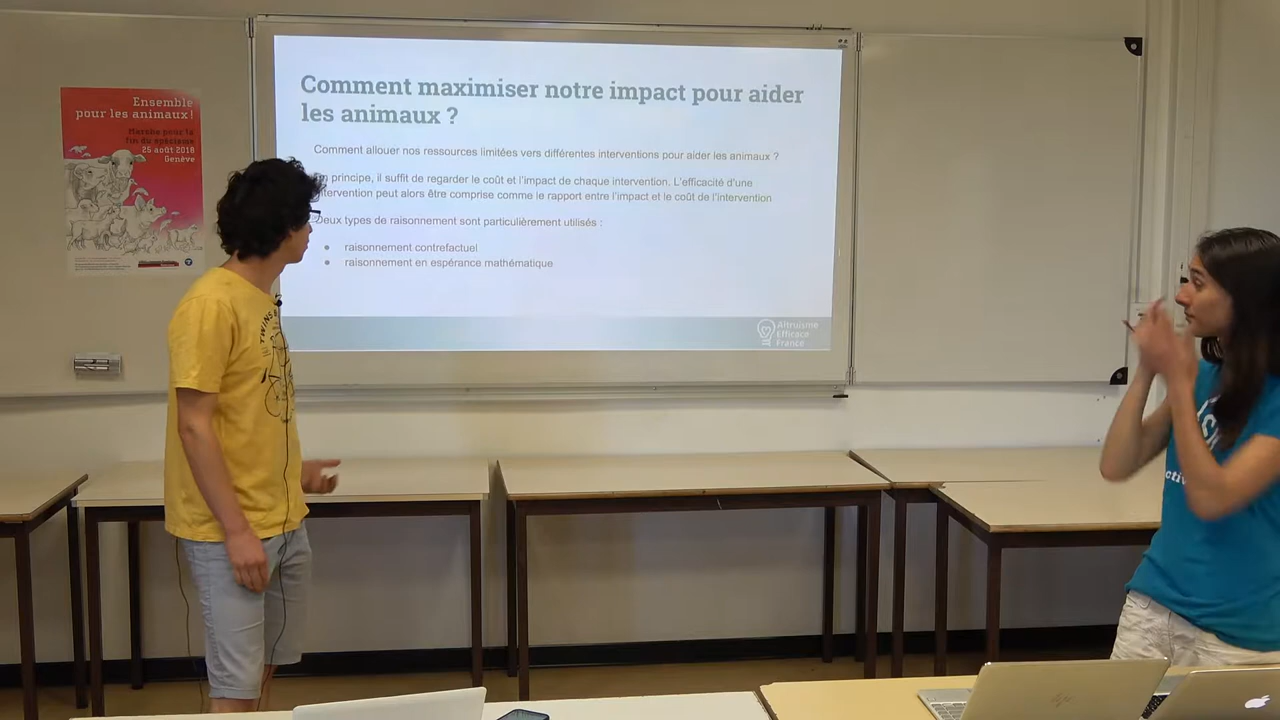 Ensemble
pour les animaux!
Marche pour la
fin du spécisme
25 août 2018
Genève
Comment maximiser notre impact pour aider
les animaux ?
Comment allouer nos ressources limitées vers différentes interventions pour aider les animaux ?
principe, il suffit de regarder le coût et l'impact de chaque intervention. L'efficacité d'une
intervention peut alors être comprise comme le rapport entre l'impact et le coût de l'intervention
Deux types de raisonnement sont particulièrement utilisés :
● raisonnement contrefactuel
● raisonnement en espérance mathématique
Altruisme
Efficace
France
TWINS